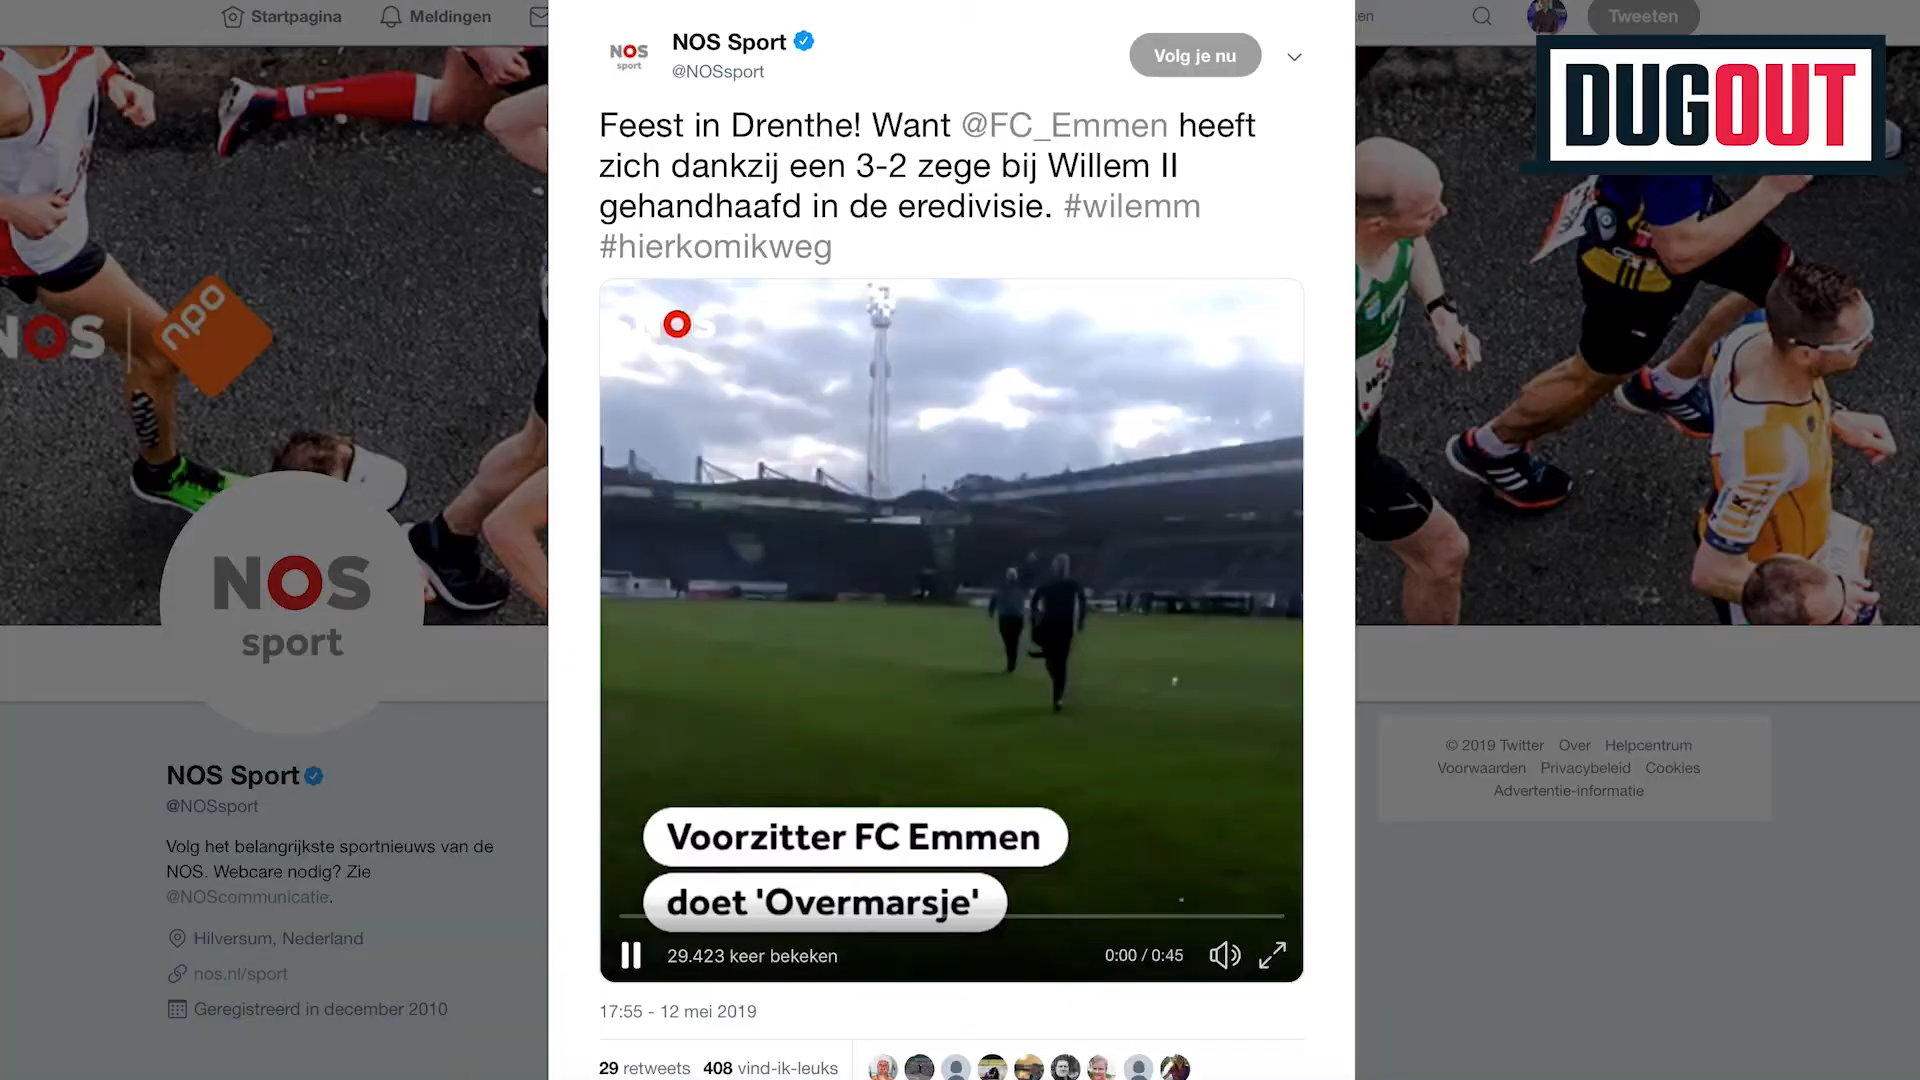 Startpagina
Meldingen
Tweeten
DUGOUT
NOS Sport
@NOSsport
Volg je nu
Feest in Drenthe! Want @FC_Emmen heeft
zich dankzij een 3-2 zege bij Willem II
gehandhaafd in de eredivisie. #wilemm
#hierkomikweg
NOS
npo
NOS
Voorzitter FC Emmen
doet 'Overmarsje'
29.423 keer bekeken
0:00 / 0:45
17:55 - 12 mei 2019
29 retweets 408 vind-ik-leuks
NOS
sport
NOS Sport
@NOSsport
Volg het belangrijkste sportnieuws van de
NOS. Webcare nodig? Zie
@NOScommunicatie.
Hilversum, Nederland
nos.nl/sport
Geregistreerd in december 2010
© 2019 Twitter Over Helpcentrum
Voorwaarden Privacybeleid Cookies
Advertentie-informatie